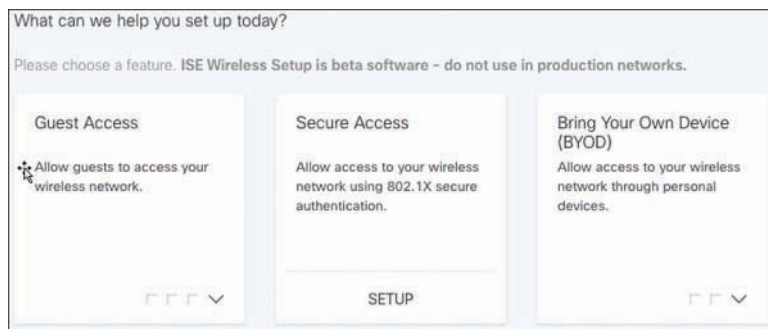 What can we help you set up today?
Please choose a feature. ISE Wireless Setup is beta software - do not use in production networks.
Guest Access
Allow guests to access your
wireless network.
Secure Access
Allow access to your wireless
network using 802.1X secure
authentication.
SETUP
Bring Your Own Device
(BYOD)
Allow access to your wireless
network through personal
devices.